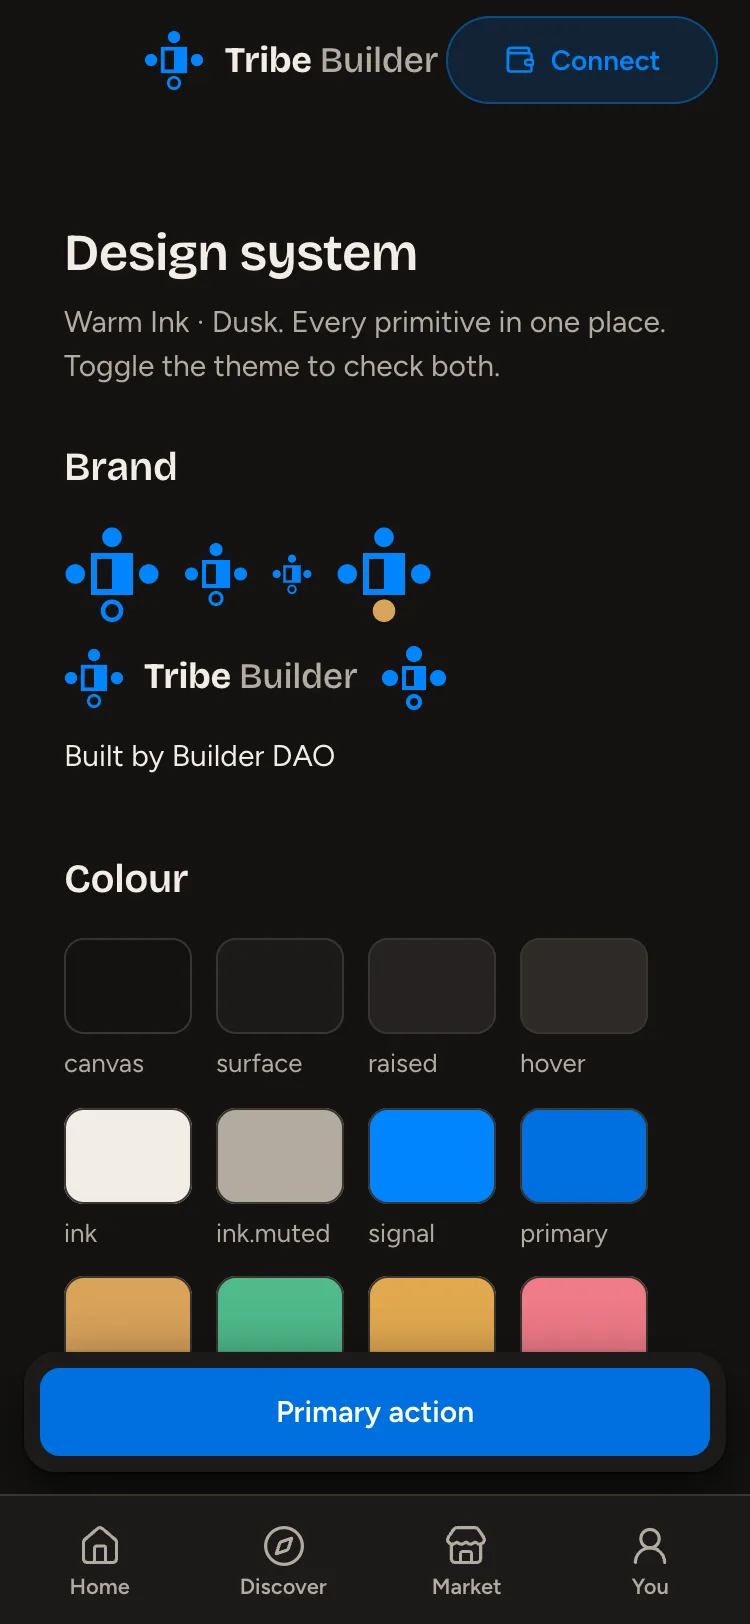 Tribe Builder
Connect
Design system
Warm Ink · Dusk. Every primitive in one place.
Toggle the theme to check both.
Brand
Tribe Builder
Built by Builder DAO
Colour
canvas surface raised hover
ink ink.muted signal primary
Primary action
Home Discover Market You